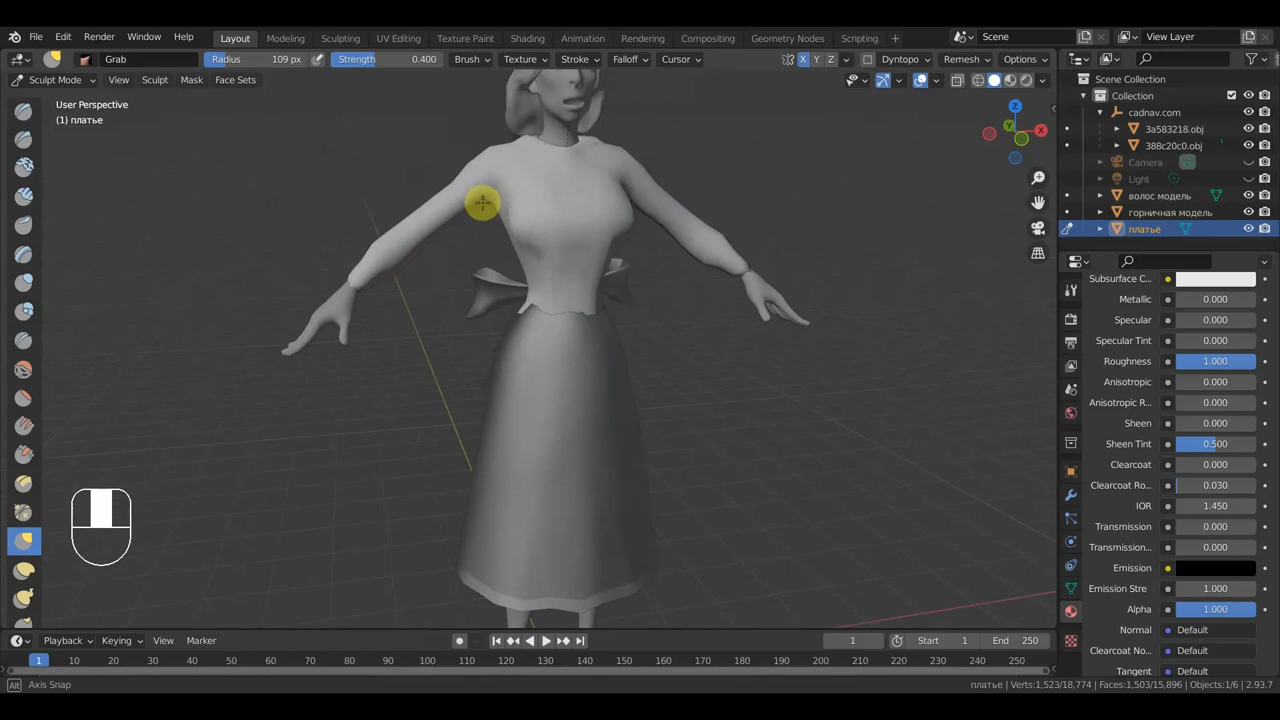 File Edit Render Window Help Layout Modeling Sculpting UV Editing Texture Paint Shading Animation Rendering Compositing Geometry Nodes Scripting + Scene View Layer
Grab Radius 109 px Strength 0.400 Brush Texture Stroke Falloff Cursor X Y Z Dyntopo Remesh Options
Sculpt Mode View Sculpt Mask Face Sets
Scene Collection
Collection
cadnav.com
3a583218.obj
388c20c0.obj
Camera
Light
волос модель
горничная модель
платье
User Perspective
(1) платье
Z
Y
X
Subsurface C...
Metallic 0.000
Specular 0.000
Specular Tint 0.000
Roughness 1.000
Anisotropic 0.000
Anisotropic R... 0.000
Sheen 0.000
Sheen Tint 0.500
Clearcoat 0.000
Clearcoat Ro... 0.030
IOR 1.450
Transmission 0.000
Transmission... 0.000
Emission
Emission Stre 1.000
Alpha 1.000
Normal Default
Clearcoat No... Default
Tangent Default
Playback Keying View Marker 1 Start 1 End 250
1 10 20 30 40 50 60 70 80 90 100 110 120 130 140 150 160 170 180 190 200 210 220 230 240 250
Alt Axis Snap платье | Verts:1,523/18,774 | Faces:1,503/15,896 | Objects:1/6 | 2.93.7